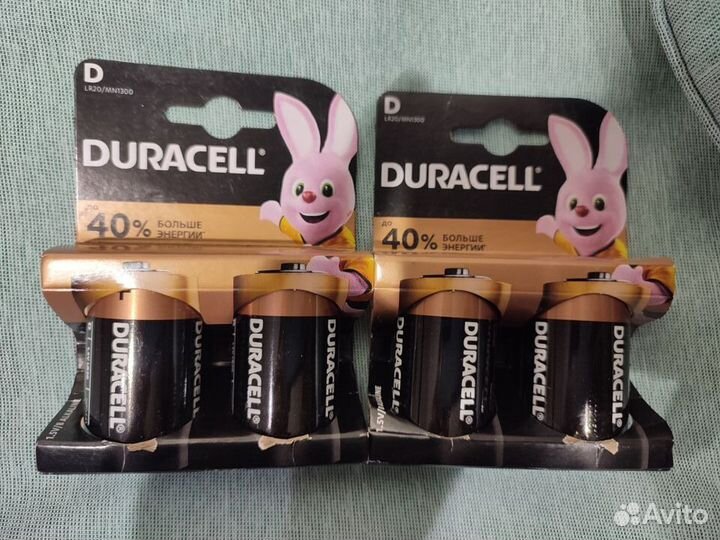 D
LR20/MN1300
DURACELL®
до
40% БОЛЬШЕ
ЭНЕРГИИ*
DURACELL®
DURACELL®
D
LR20/MN1300
DURACELL®
до
40% БОЛЬШЕ
ЭНЕРГИИ*
DURACELL®
DURACELL®
Avito